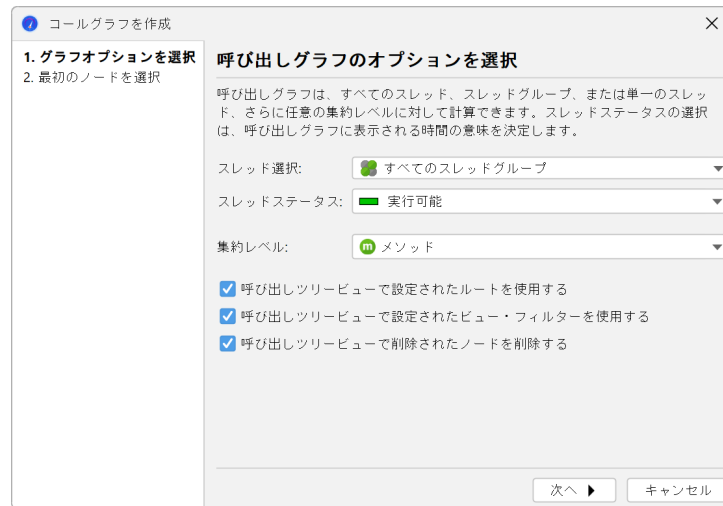 コールグラフを作成
1. グラフオプションを選択
2. 最初のノードを選択
呼び出しグラフのオプションを選択
呼び出しグラフは、すべてのスレッド、スレッドグループ、または単一のスレッ
ド、さらに任意の集約レベルに対して計算できます。スレッドステータスの選択
は、呼び出しグラフに表示される時間の意味を決定します。
スレッド選択: すべてのスレッドグループ
スレッドステータス: 実行可能
集約レベル: m メソッド
呼び出しツリービューで設定されたルートを使用する
呼び出しツリービューで設定されたビュー・フィルターを使用する
呼び出しツリービューで削除されたノードを削除する
次へ キャンセル